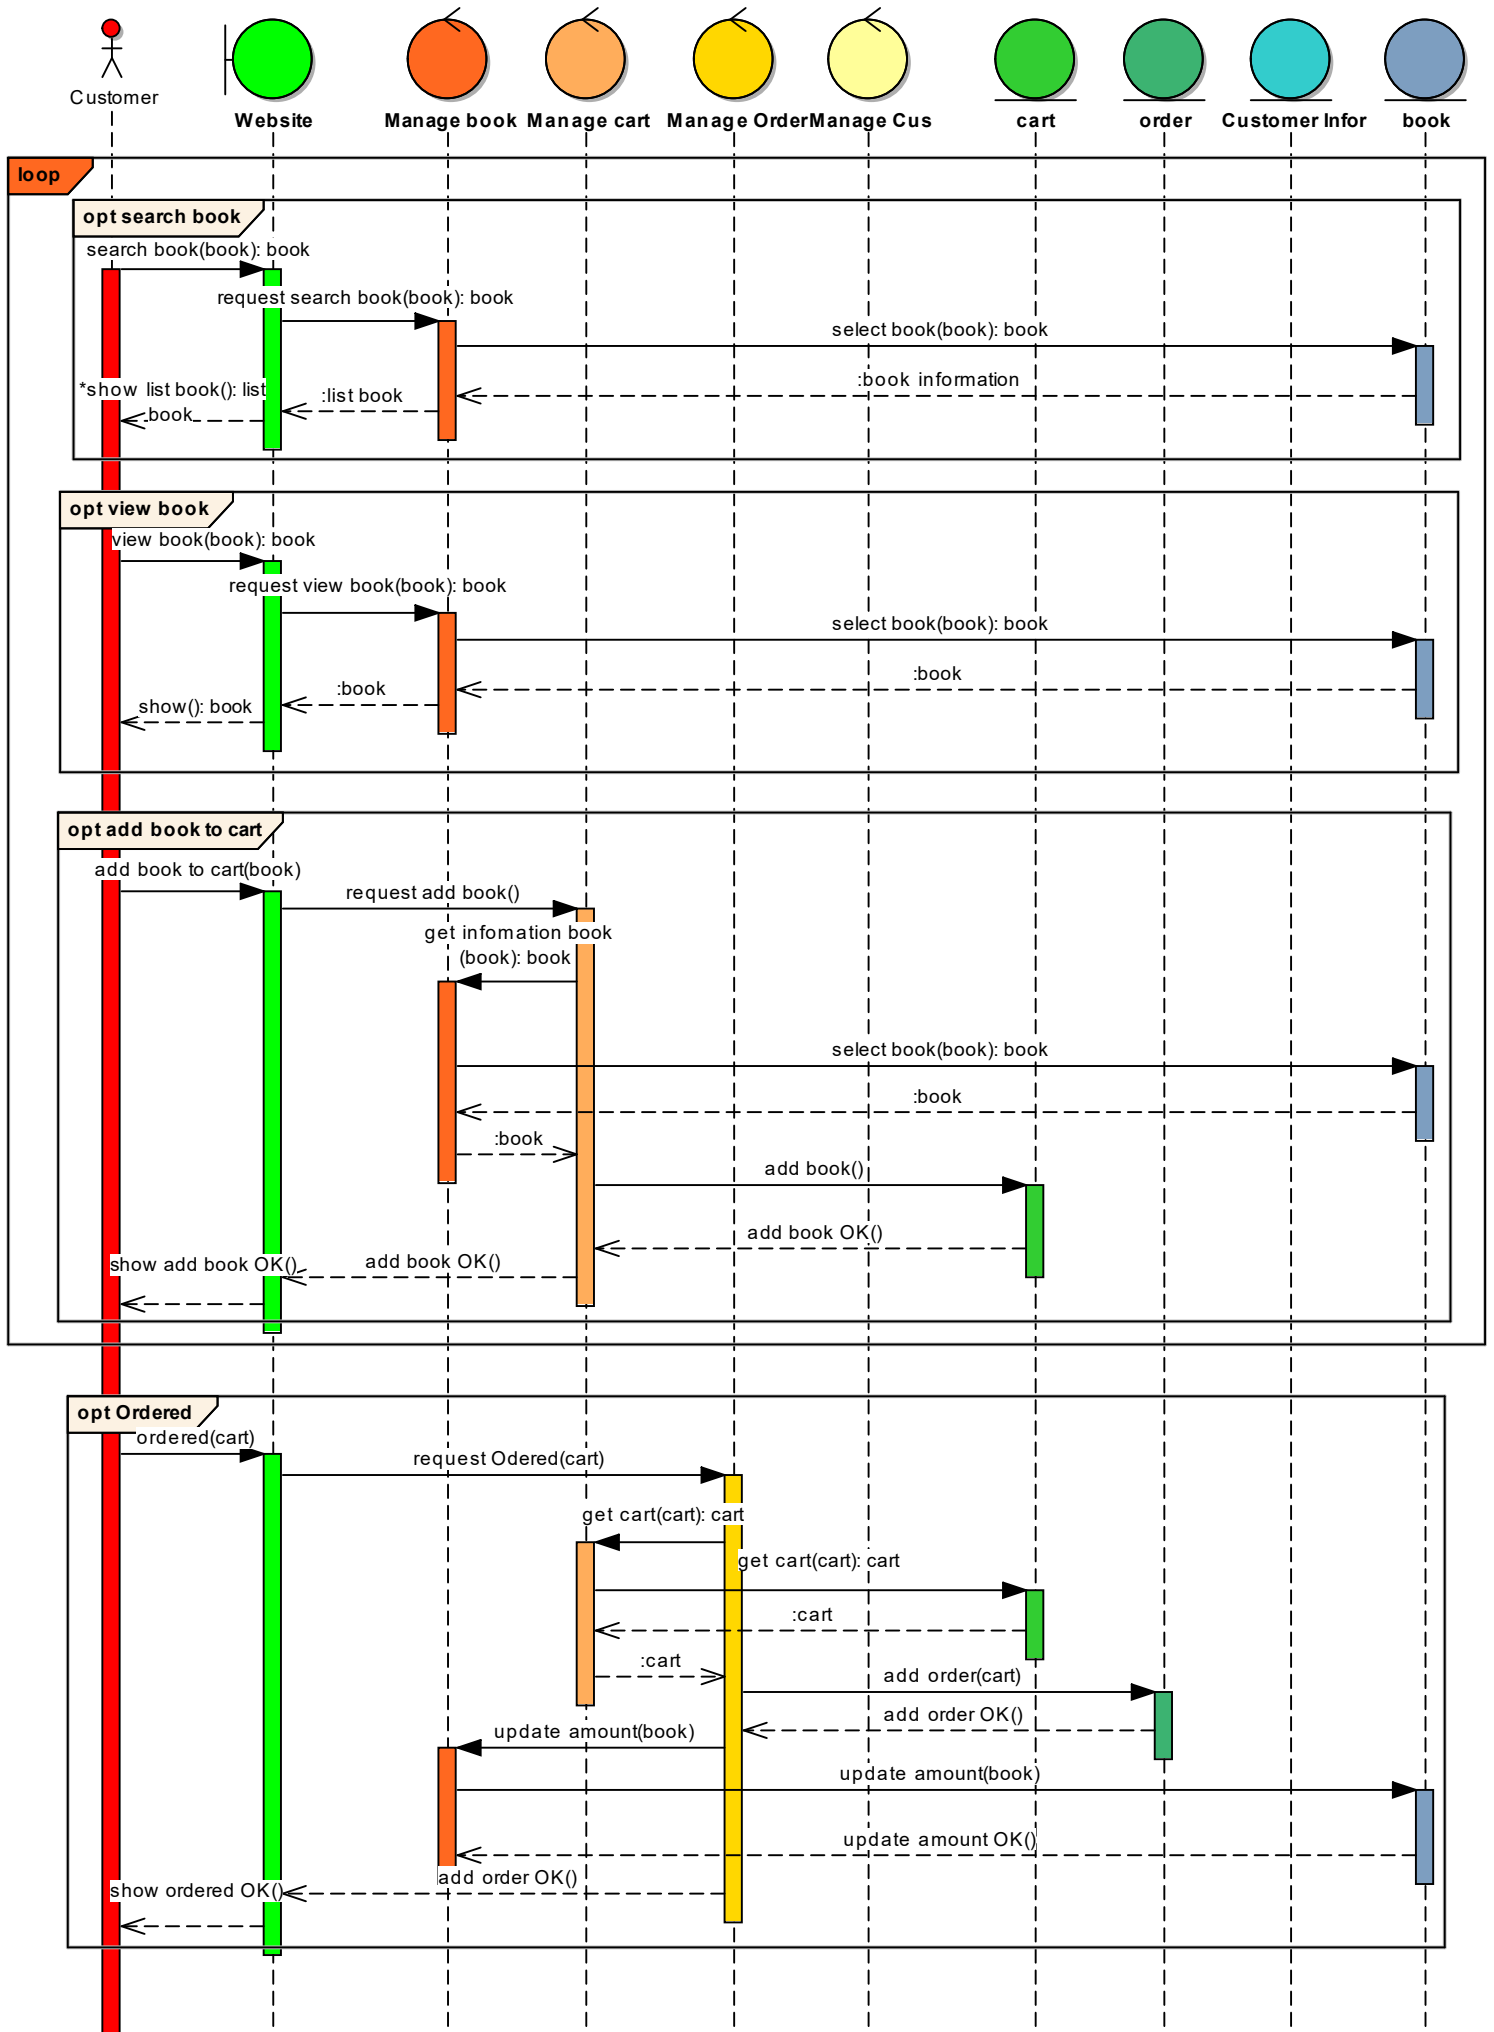 Customer
Website
Manage book
Manage cart
Manage Order
Manage Cus
cart
order
Customer Infor
book
loop
opt search book
search book(book): book
request search book(book): book
select book(book): book
:book information
*show list book(): list
book
:list book
opt view book
view book(book): book
request view book(book): book
select book(book): book
:book
:book
show(): book
opt add book to cart
add book to cart(book)
request add book()
get infomation book
(book): book
select book(book): book
:book
:book
add book()
add book OK()
add book OK()
show add book OK()
opt Ordered
ordered(cart)
request Odered(cart)
get cart(cart): cart
get cart(cart): cart
:cart
:cart
add order(cart)
add order OK()
update amount(book)
update amount(book)
update amount OK()
add order OK()
show ordered OK()